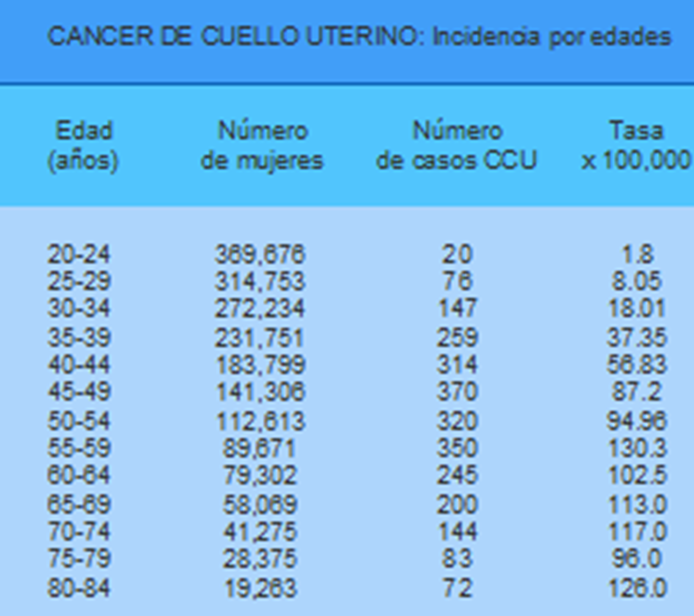 CANCER DE CUELLO UTERINO: Incidencia por edades
Edad Número Número Tasa
(años) de mujeres de casos CCU x 100,000
20-24 369,676 20 1.8
25-29 314,753 76 8.05
30-34 272,234 147 18.01
35-39 231,751 259 37.35
40-44 183,799 314 56.83
45-49 141,306 370 87.2
50-54 112,613 320 94.96
55-59 89,671 350 130.3
60-64 79,302 245 102.5
65-69 58,069 200 113.0
70-74 41,275 144 117.0
75-79 28,375 83 96.0
80-84 19,263 72 126.0